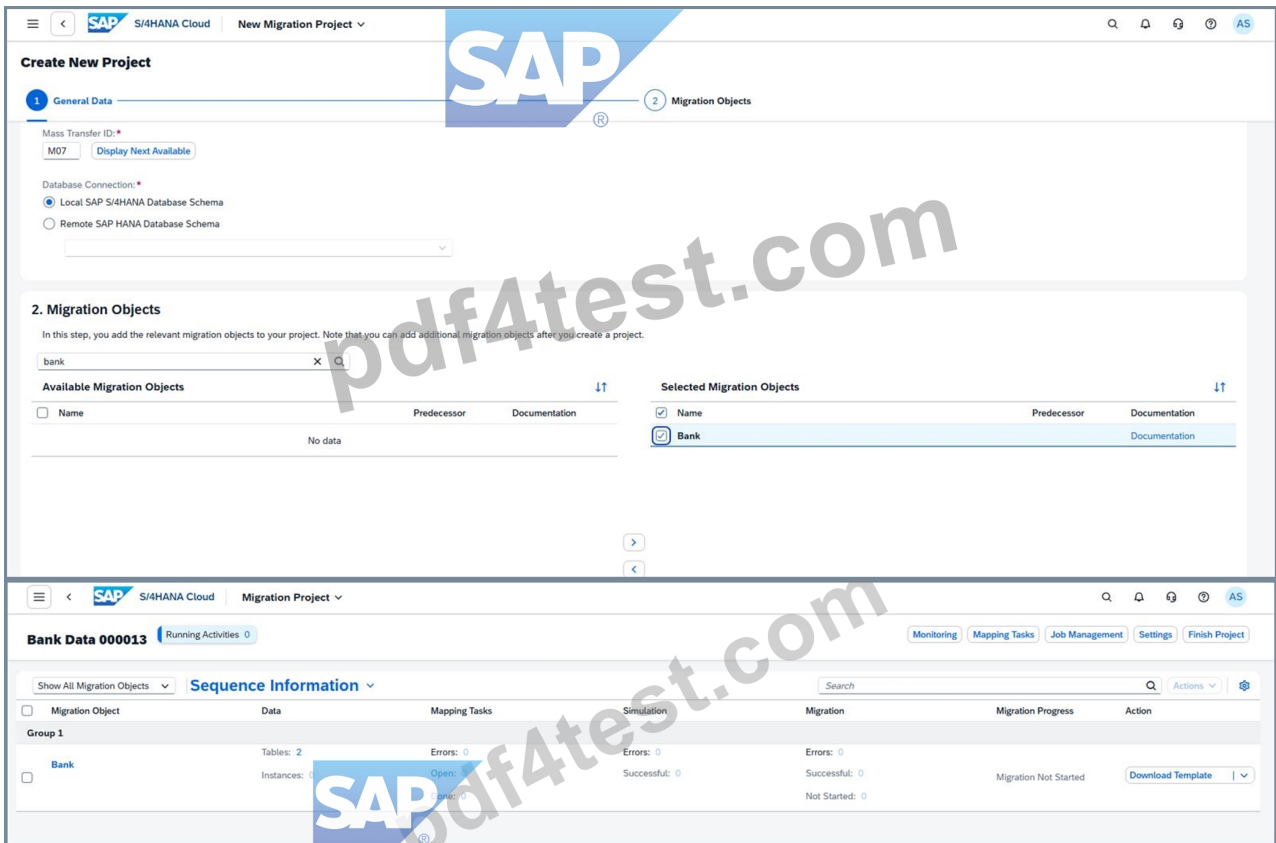 SAP S/4HANA Cloud New Migration Project AS
Create New Project
1 General Data 2 Migration Objects
SAP ®
Mass Transfer ID:*
M07 Display Next Available
Database Connection:*
Local SAP S/4HANA Database Schema
Remote SAP HANA Database Schema
pdf4test.com
2. Migration Objects
In this step, you add the relevant migration objects to your project. Note that you can add additional migration objects after you create a project.
bank
Available Migration Objects Selected Migration Objects
Name Predecessor Documentation Name Predecessor Documentation
No data Bank Documentation
SAP S/4HANA Cloud Migration Project AS
Bank Data 000013 Running Activities 0 Monitoring Mapping Tasks Job Management Settings Finish Project
Show All Migration Objects Sequence Information Search Actions
Migration Object Data Mapping Tasks Simulation Migration Migration Progress Action
Group 1
Bank Tables: 2 Errors: 0 Errors: 0 Errors: 0
Instances: Open: Successful: 0 Successful: 0 Migration Not Started Download Template
Done: 0 Not Started: 0
SAP ®
pdf4test.com